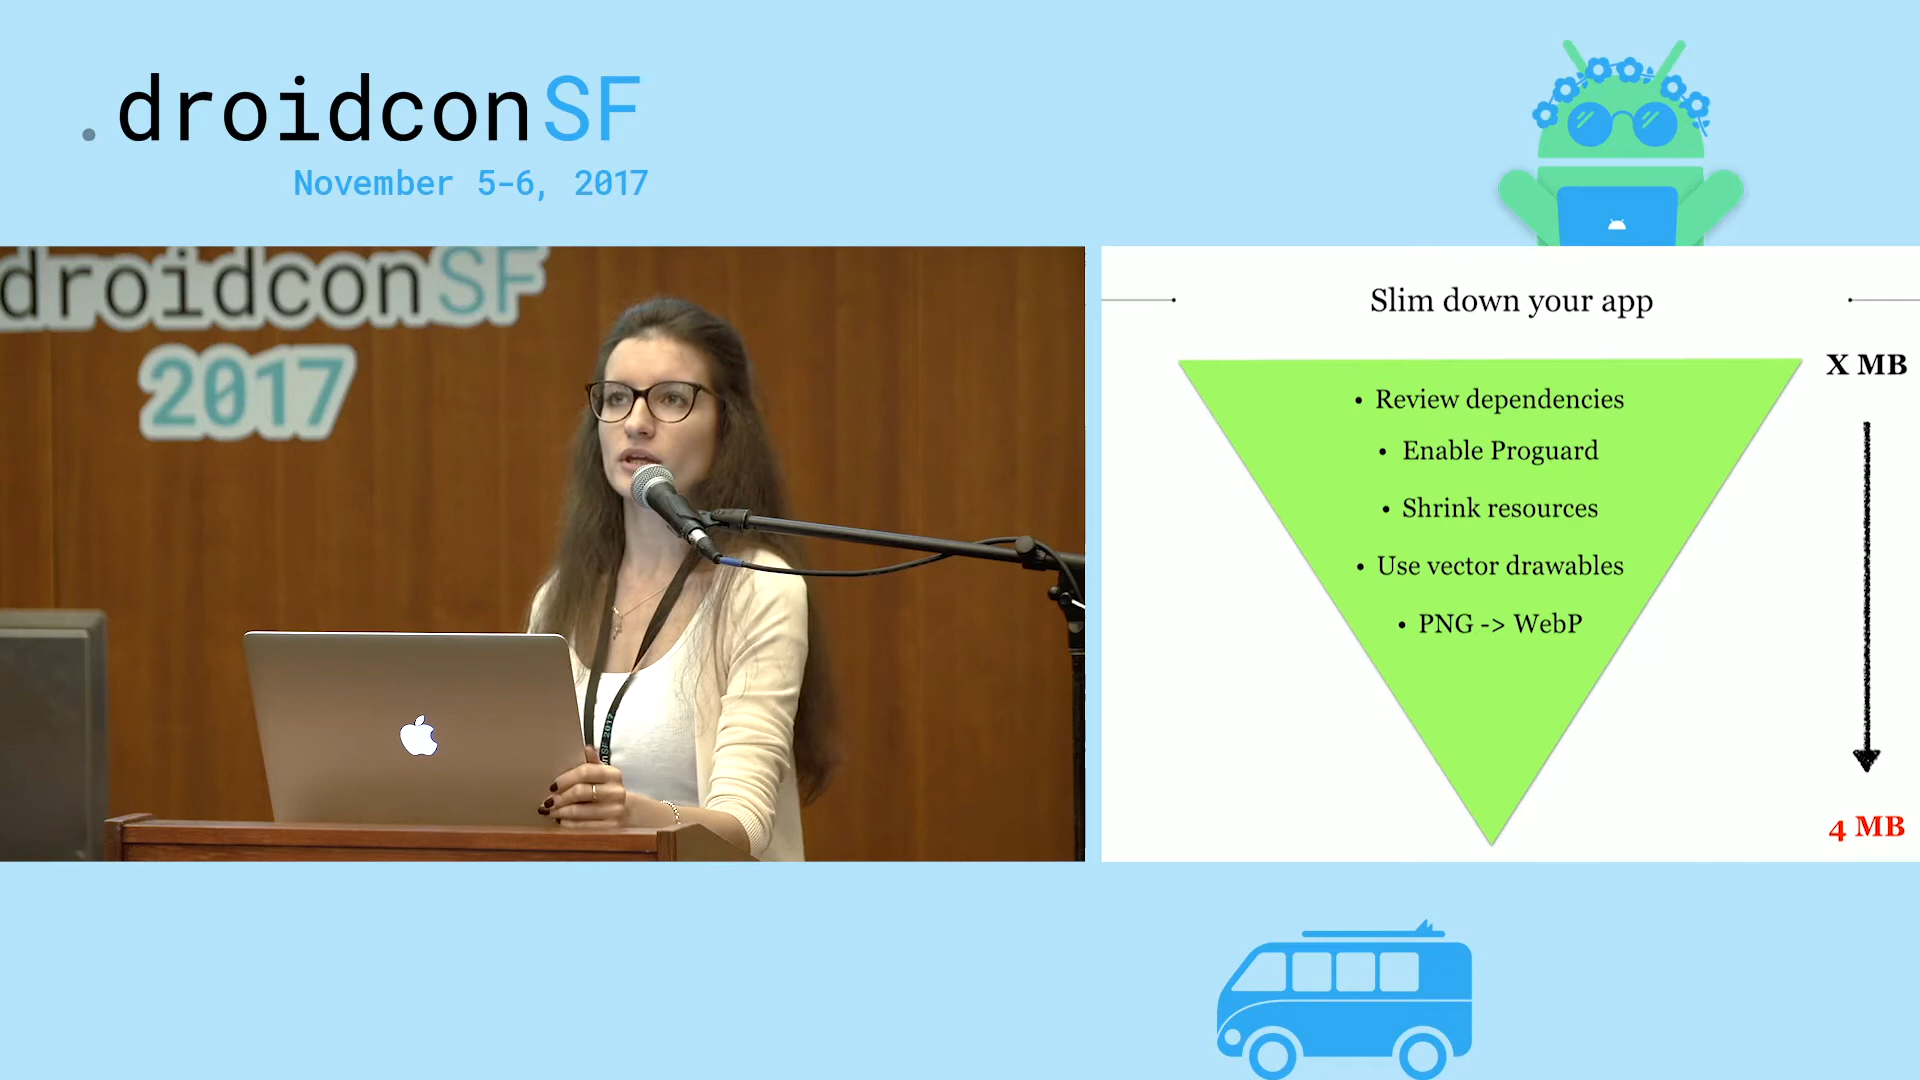 .droidconSF
November 5-6, 2017
droidconSF
2017
Slim down your app
X MB
• Review dependencies
• Enable Proguard
• Shrink resources
• Use vector drawables
• PNG -> WebP
4 MB